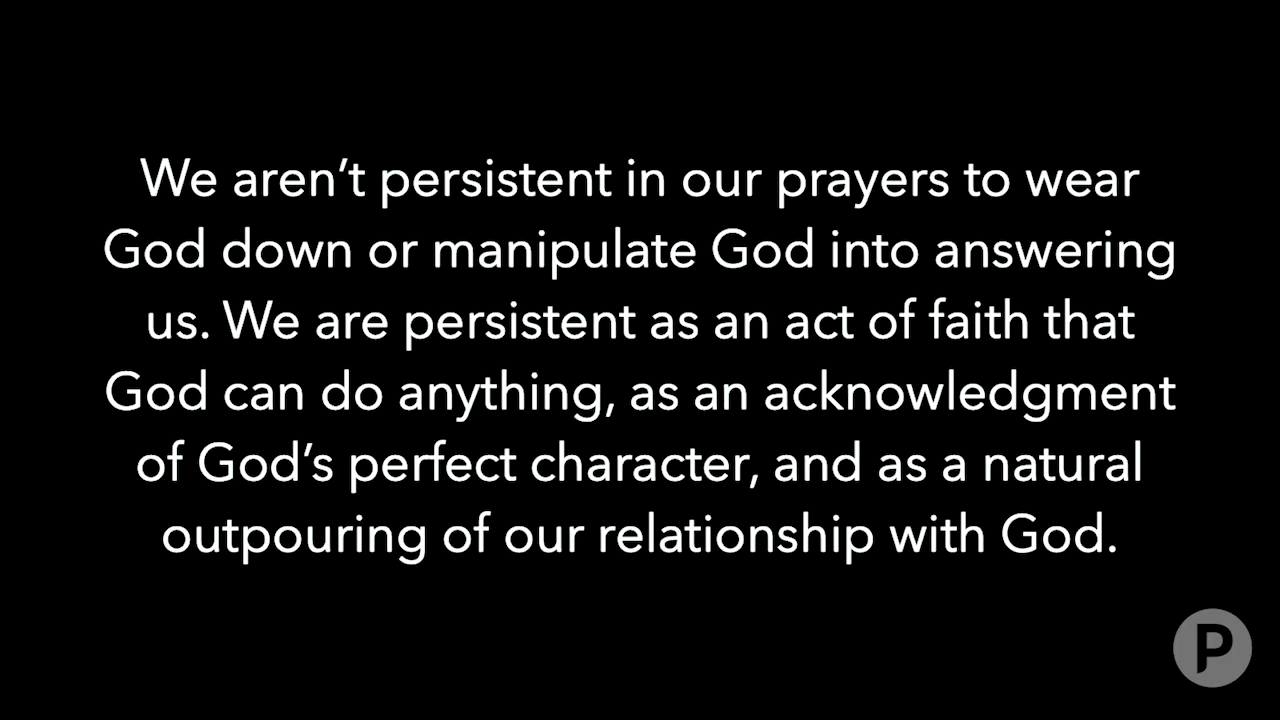 We aren’t persistent in our prayers to wear
God down or manipulate God into answering
us. We are persistent as an act of faith that
God can do anything, as an acknowledgment
of God’s perfect character, and as a natural
outpouring of our relationship with God.
P